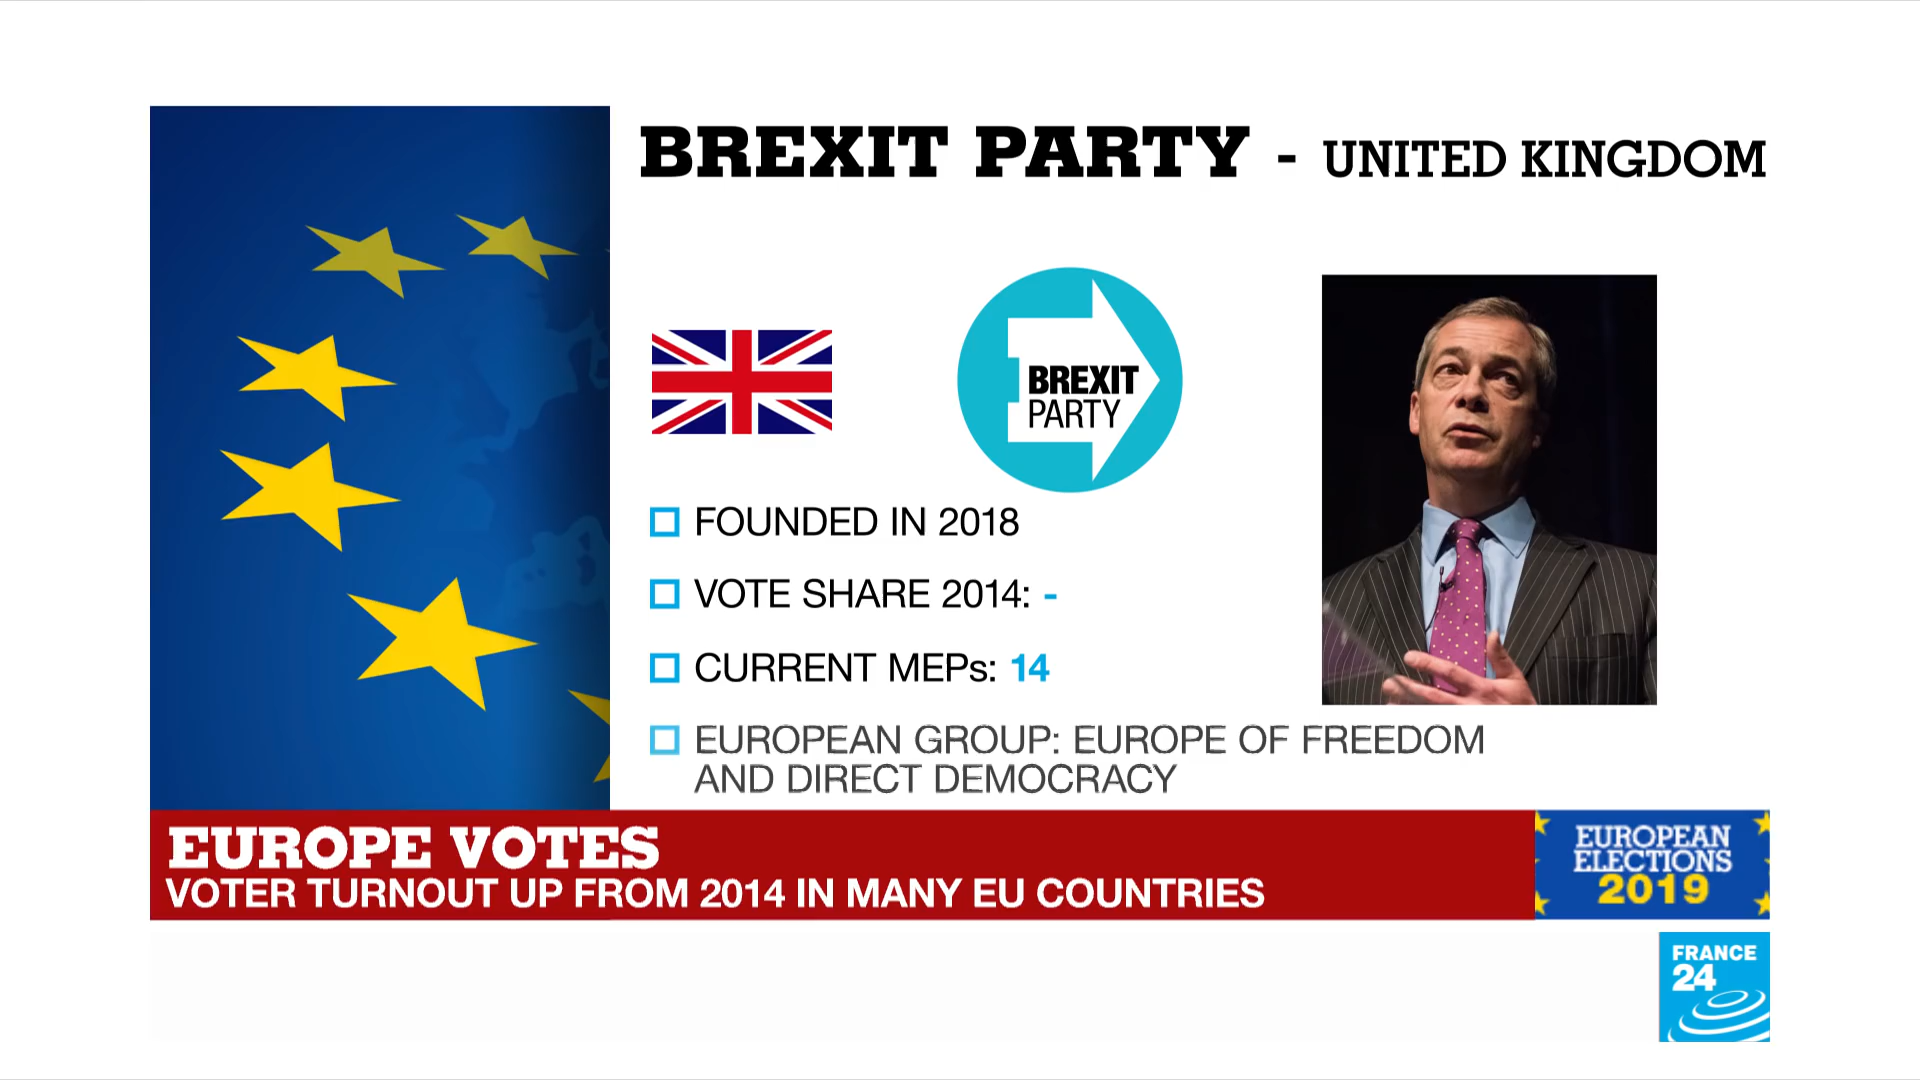 BREXIT PARTY - UNITED KINGDOM
BREXIT
PARTY
FOUNDED IN 2018
VOTE SHARE 2014: -
CURRENT MEPs: 14
EUROPEAN GROUP: EUROPE OF FREEDOM
AND DIRECT DEMOCRACY
EUROPE VOTES
VOTER TURNOUT UP FROM 2014 IN MANY EU COUNTRIES
EUROPEAN
ELECTIONS
2019
FRANCE
24